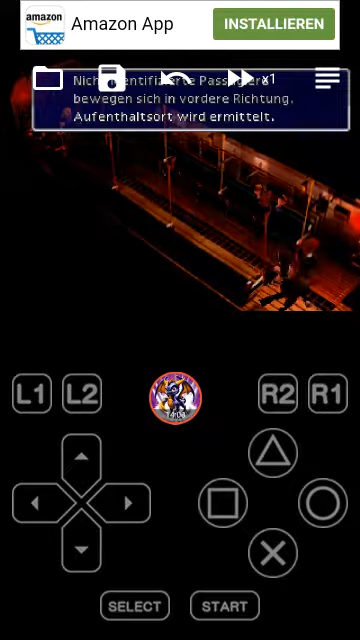 amazon
Amazon App
INSTALLIEREN
x1
bewegen sich in vordere Richtung.
Aufenthaltsort wird ermittelt.
L1
L2
R2
R1
SELECT
START